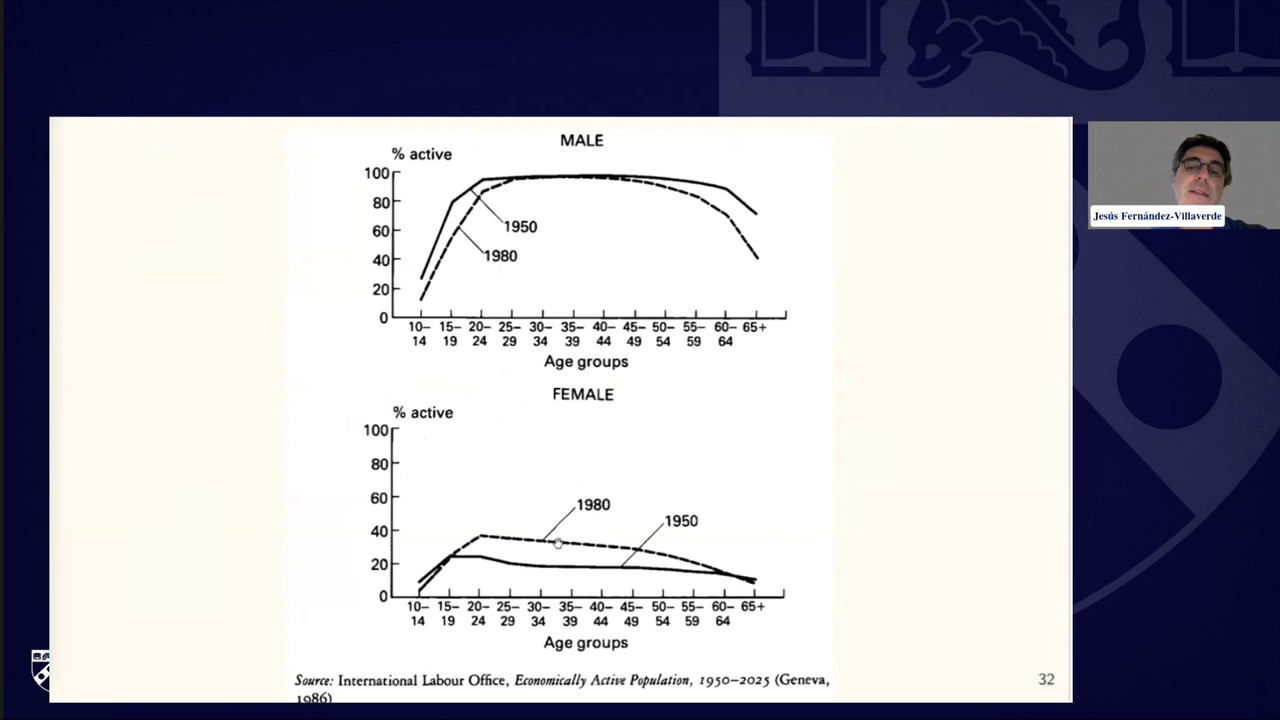 MALE
% active
100
80
60
40
20
0
1950
1980
10– 15– 20– 25– 30– 35– 40– 45– 50– 55– 60– 65+
14 19 24 29 34 39 44 49 54 59 64
Age groups
FEMALE
% active
100
80
60
40
20
0
1980
1950
10– 15– 20– 25– 30– 35– 40– 45– 50– 55– 60– 65+
14 19 24 29 34 39 44 49 54 59 64
Age groups
Source: International Labour Office, Economically Active Population, 1950–2025 (Geneva,
1986)
32
Jesús Fernández-Villaverde